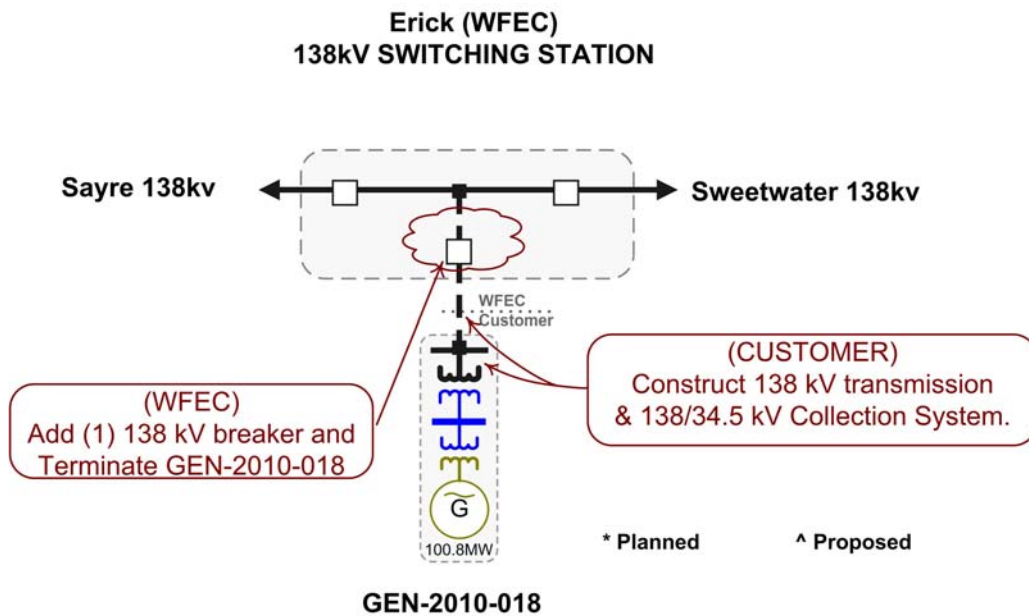 Erick (WFEC)
138kV SWITCHING STATION
Sayre 138kv
Sweetwater 138kv
WFEC
Customer
(WFEC)
Add (1) 138 kV breaker and
Terminate GEN-2010-018
(CUSTOMER)
Construct 138 kV transmission
& 138/34.5 kV Collection System.
G
100.8MW
* Planned
^ Proposed
GEN-2010-018